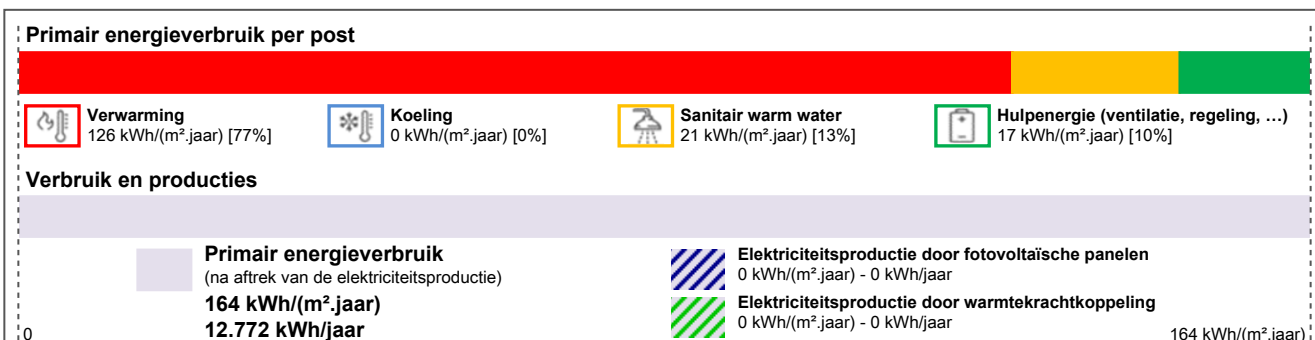 Primair energieverbruik per post
Verwarming
126 kWh/(m².jaar) [77%]
Koeling
0 kWh/(m².jaar) [0%]
Sanitair warm water
21 kWh/(m².jaar) [13%]
Hulpenergie (ventilatie, regeling, …)
17 kWh/(m².jaar) [10%]
Verbruik en producties
Primair energieverbruik
(na aftrek van de elektriciteitsproductie)
164 kWh/(m².jaar)
12.772 kWh/jaar
Elektriciteitsproductie door fotovoltaïsche panelen
0 kWh/(m².jaar) - 0 kWh/jaar
Elektriciteitsproductie door warmtekrachtkoppeling
0 kWh/(m².jaar) - 0 kWh/jaar
0
164 kWh/(m².jaar)